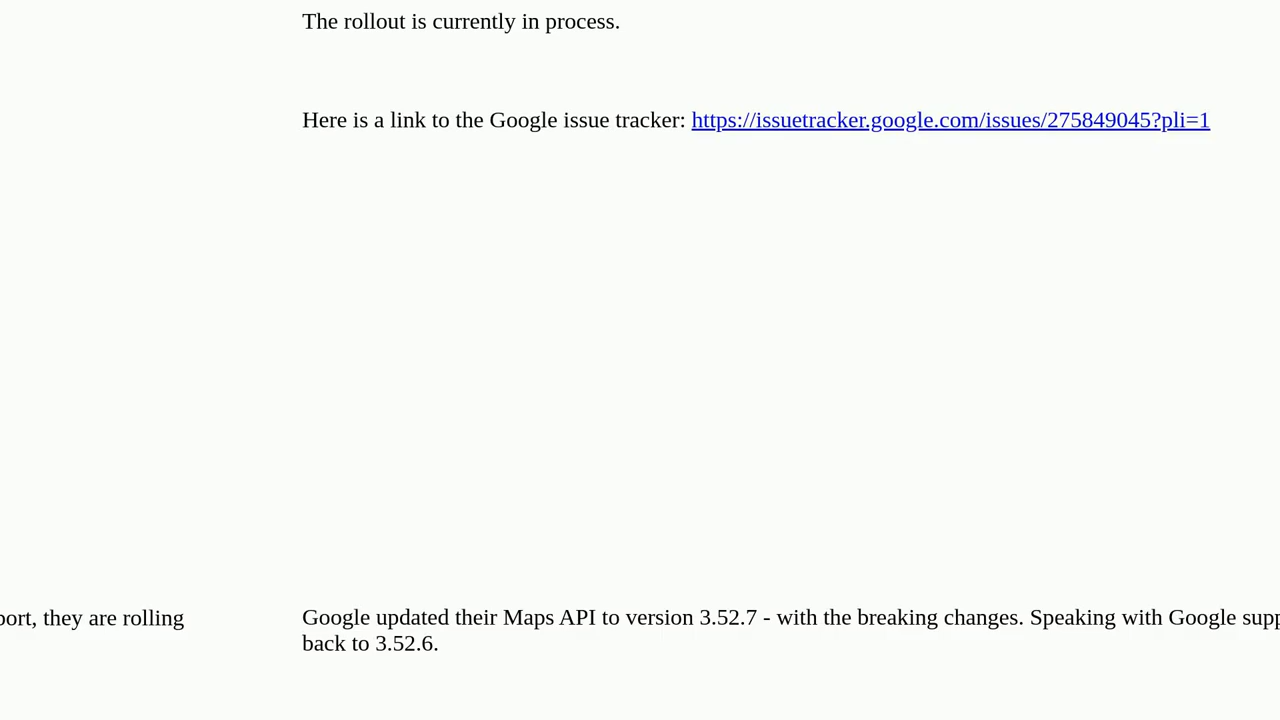 The rollout is currently in process.
Here is a link to the Google issue tracker: https://issuetracker.google.com/issues/275849045?pli=1
port, they are rolling
Google updated their Maps API to version 3.52.7 - with the breaking changes. Speaking with Google supp
back to 3.52.6.